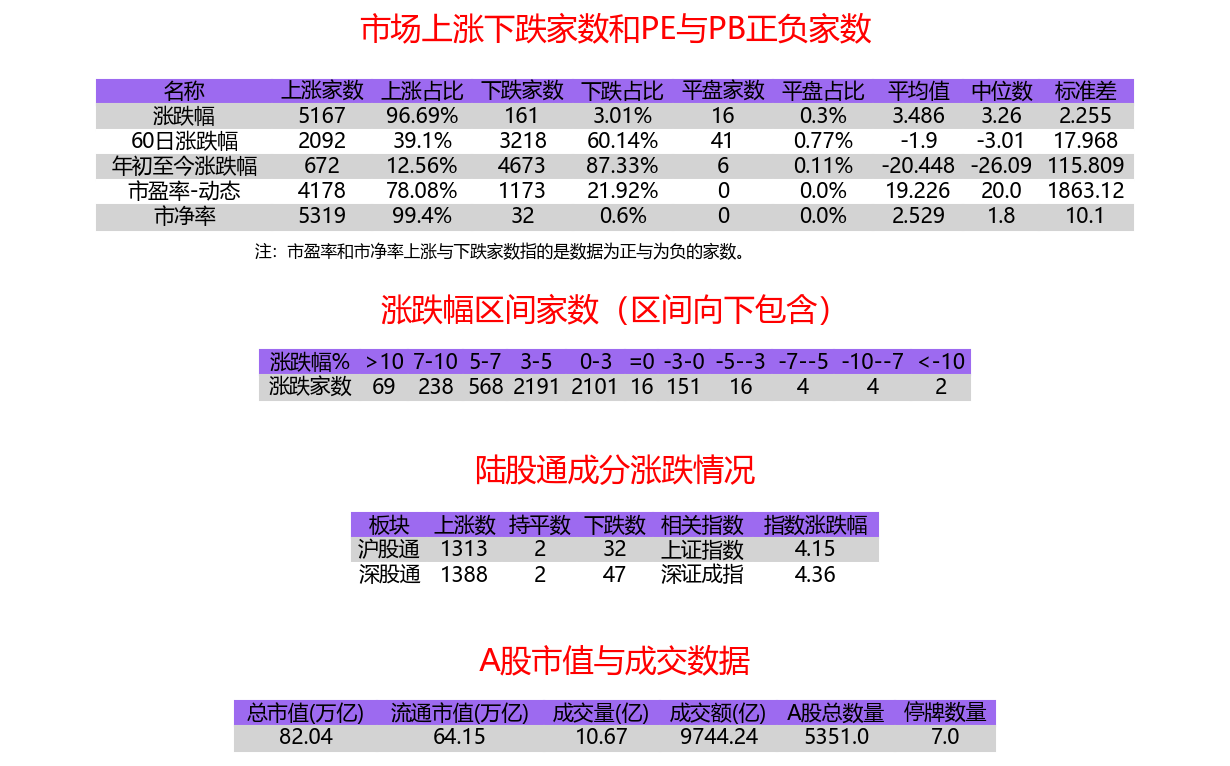 市场上涨下跌家数和PE与PB正负家数
名称 上涨家数 上涨占比 下跌家数 下跌占比 平盘家数 平盘占比 平均值 中位数 标准差
涨跌幅 5167 96.69% 161 3.01% 16 0.3% 3.486 3.26 2.255
60日涨跌幅 2092 39.1% 3218 60.14% 41 0.77% -1.9 -3.01 17.968
年初至今涨跌幅 672 12.56% 4673 87.33% 6 0.11% -20.448 -26.09 115.809
市盈率-动态 4178 78.08% 1173 21.92% 0 0.0% 19.226 20.0 1863.12
市净率 5319 99.4% 32 0.6% 0 0.0% 2.529 1.8 10.1
注：市盈率和市净率上涨与下跌家数指的是数据为正与为负的家数。
涨跌幅区间家数（区间向下包含）
涨跌幅% >10 7-10 5-7 3-5 0-3 =0 -3-0 -5--3 -7--5 -10--7 <-10
涨跌家数 69 238 568 2191 2101 16 151 16 4 4 2
陆股通成分涨跌情况
板块 上涨数 持平数 下跌数 相关指数 指数涨跌幅
沪股通 1313 2 32 上证指数 4.15
深股通 1388 2 47 深证成指 4.36
A股市值与成交数据
总市值(万亿) 流通市值(万亿) 成交量(亿) 成交额(亿) A股总数量 停牌数量
82.04 64.15 10.67 9744.24 5351.0 7.0